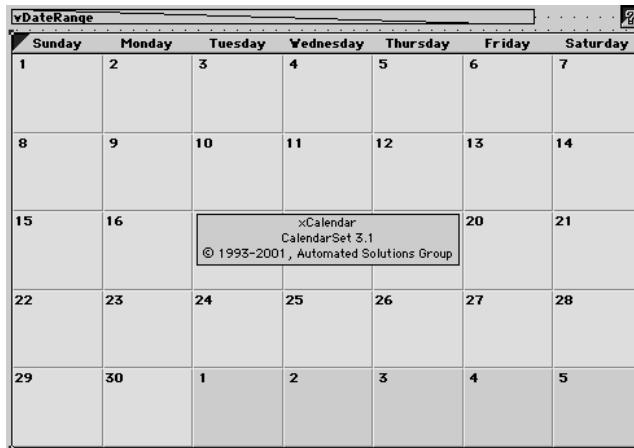 vDateRange
Sunday Monday Tuesday Wednesday Thursday Friday Saturday
1 2 3 4 5 6 7
8 9 10 11 12 13 14
15 16 20 21
xCalendar
CalendarSet 3.1
© 1993-2001, Automated Solutions Group
22 23 24 25 26 27 28
29 30 1 2 3 4 5